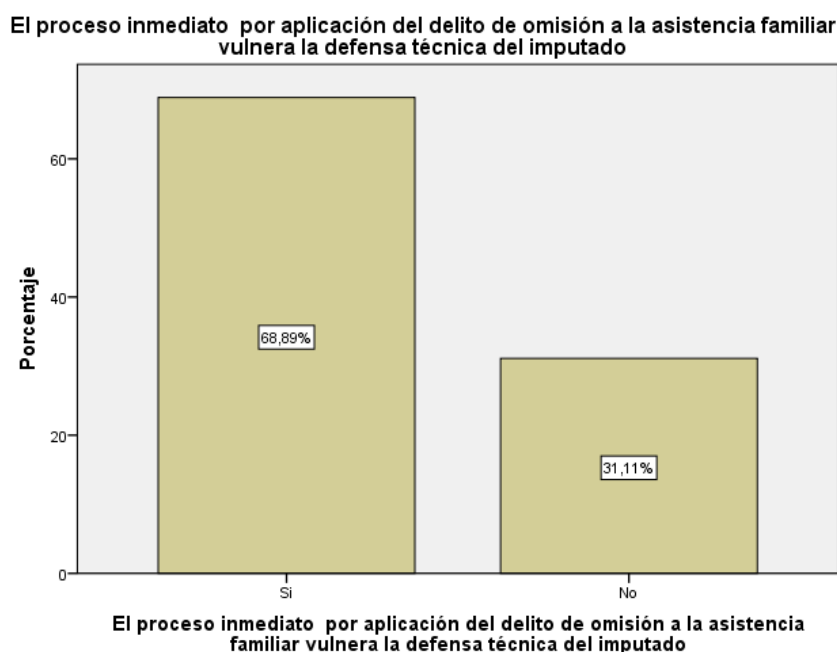 El proceso inmediato  por aplicación del delito de omisión a la asistencia familiar
vulnera la defensa técnica del imputado
Porcentaje
60
40
20
0
68,89%
31,11%
Si
No
El proceso inmediato  por aplicación del delito de omisión a la asistencia
familiar vulnera la defensa técnica del imputado